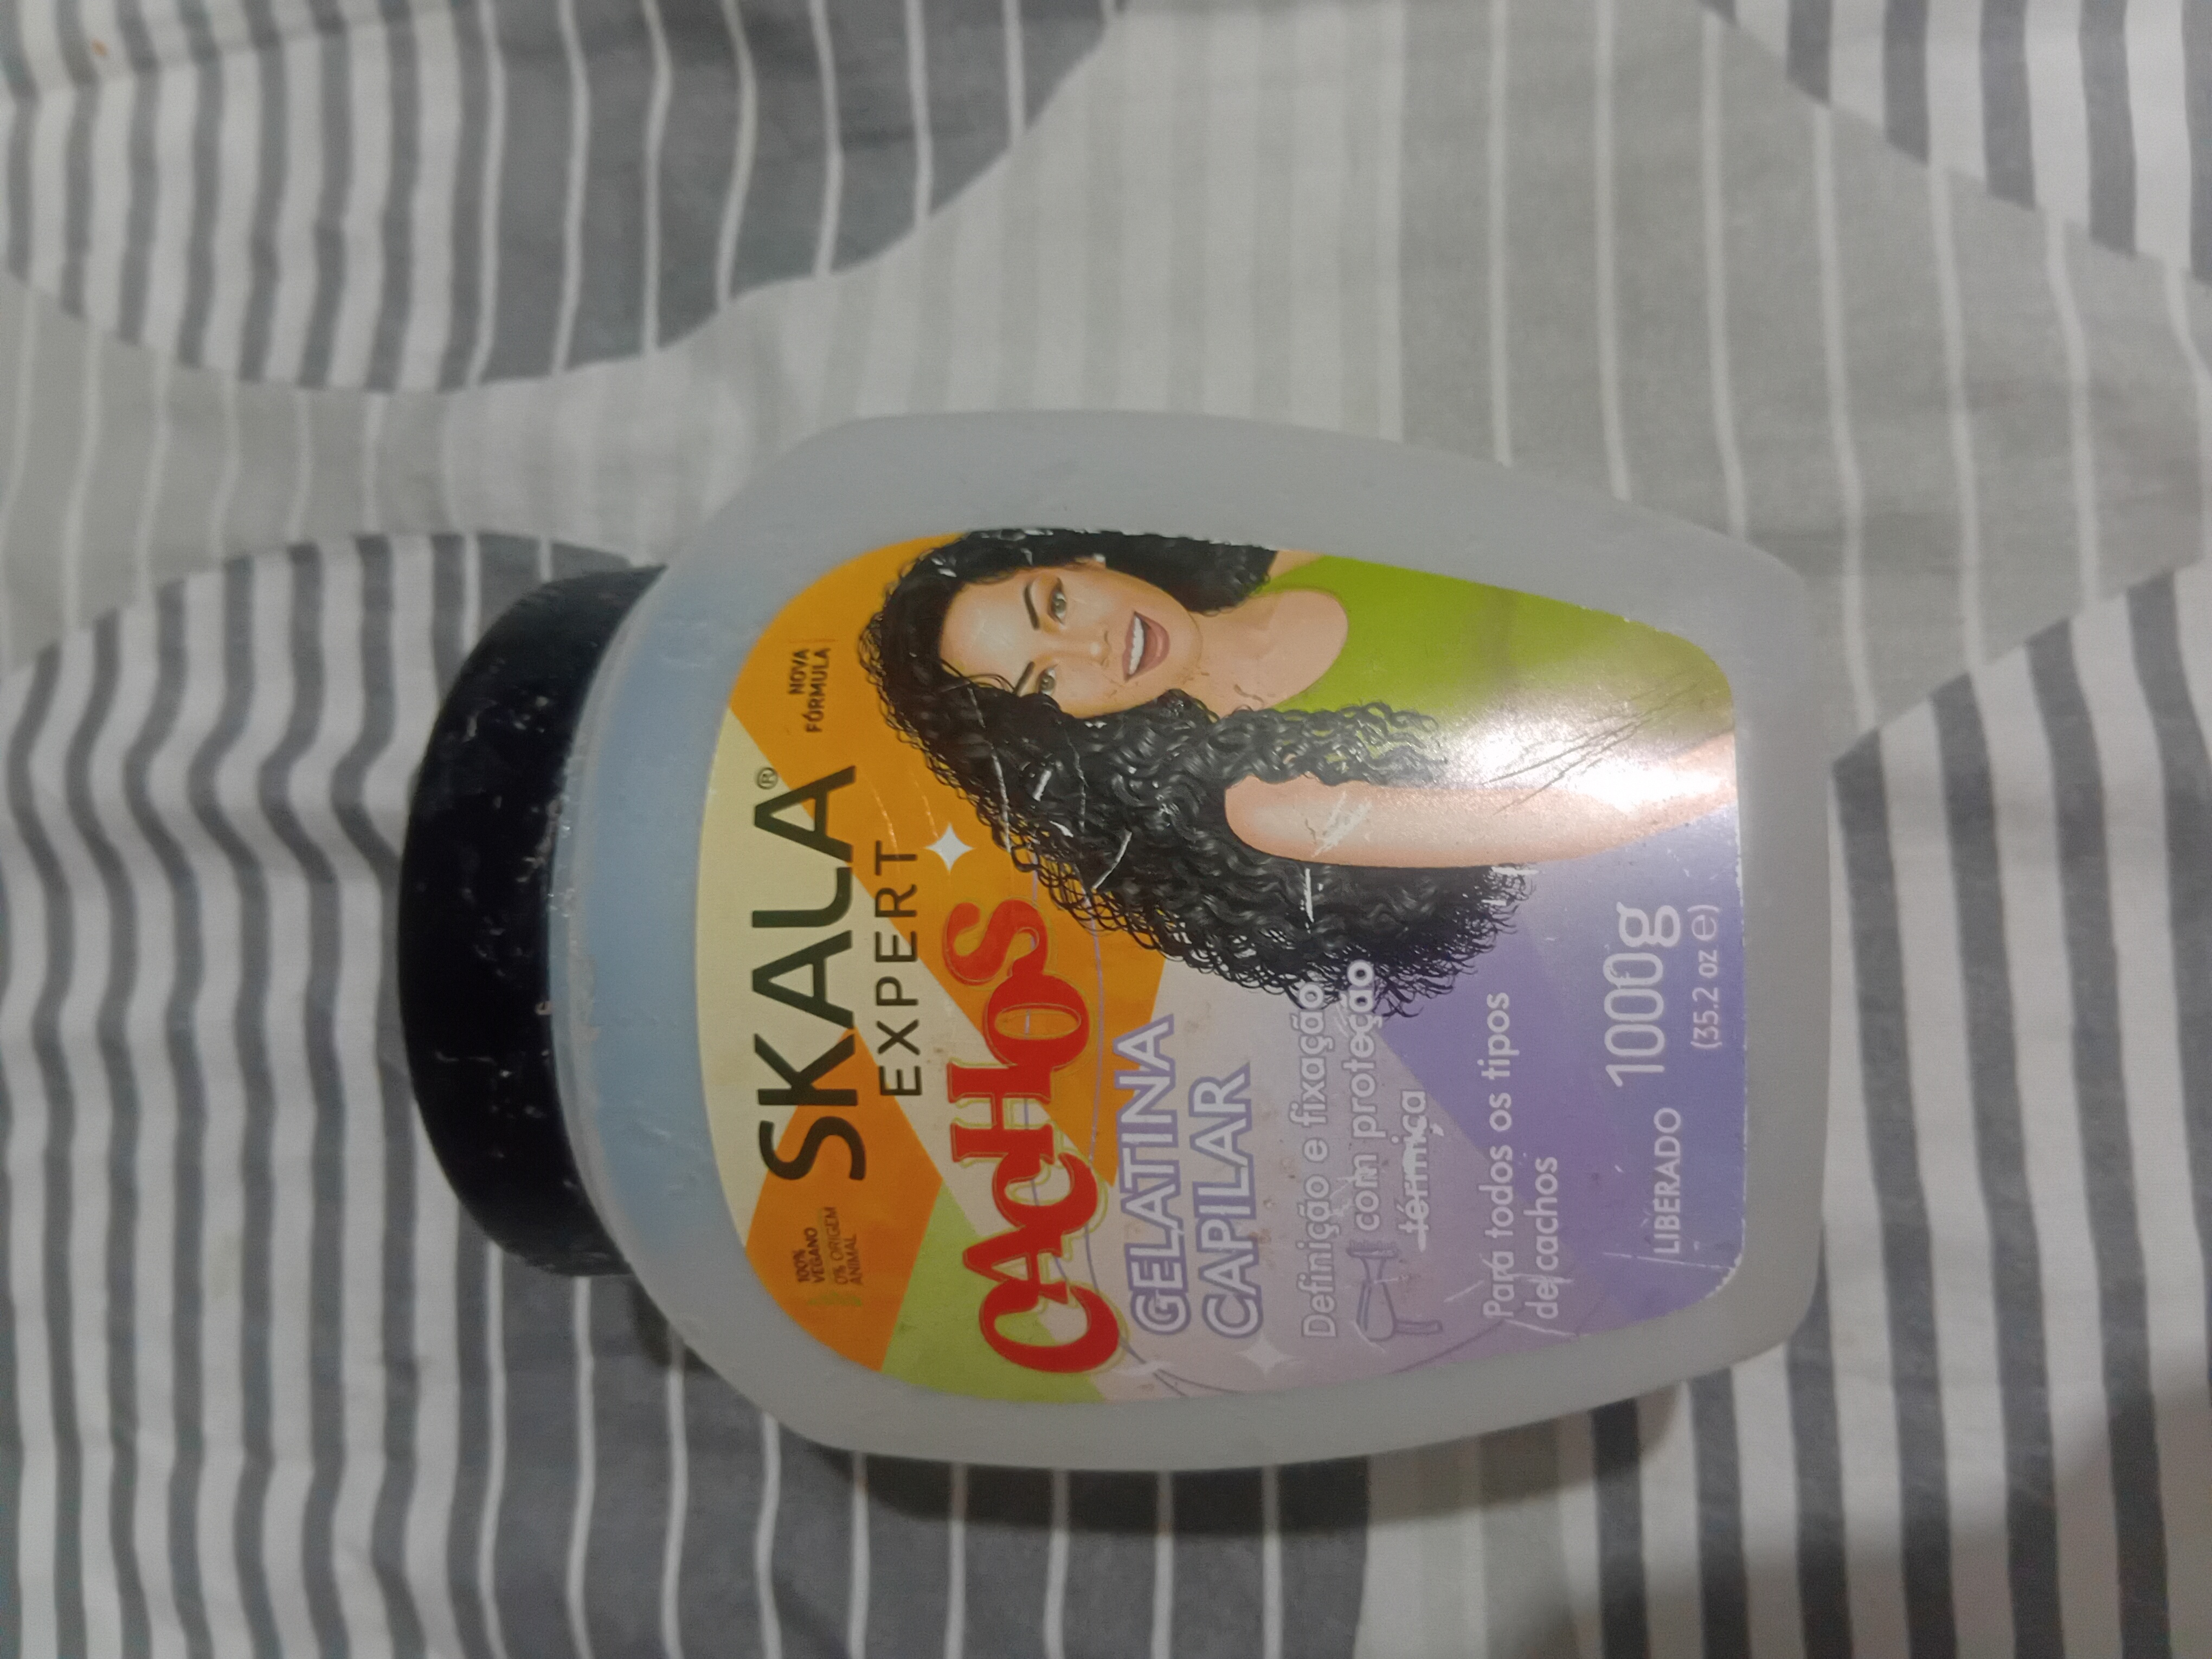 100%
VEGANO
0% ORIGEM
ANIMAL
SKALA®
EXPERT
NOVA
FÓRMULA
CACHOS
GELATINA
CAPILAR
Definição e fixação
com proteção
térmica
Para todos os tipos
de cachos
LIBERADO 1000g
(35.2 oz ℮)